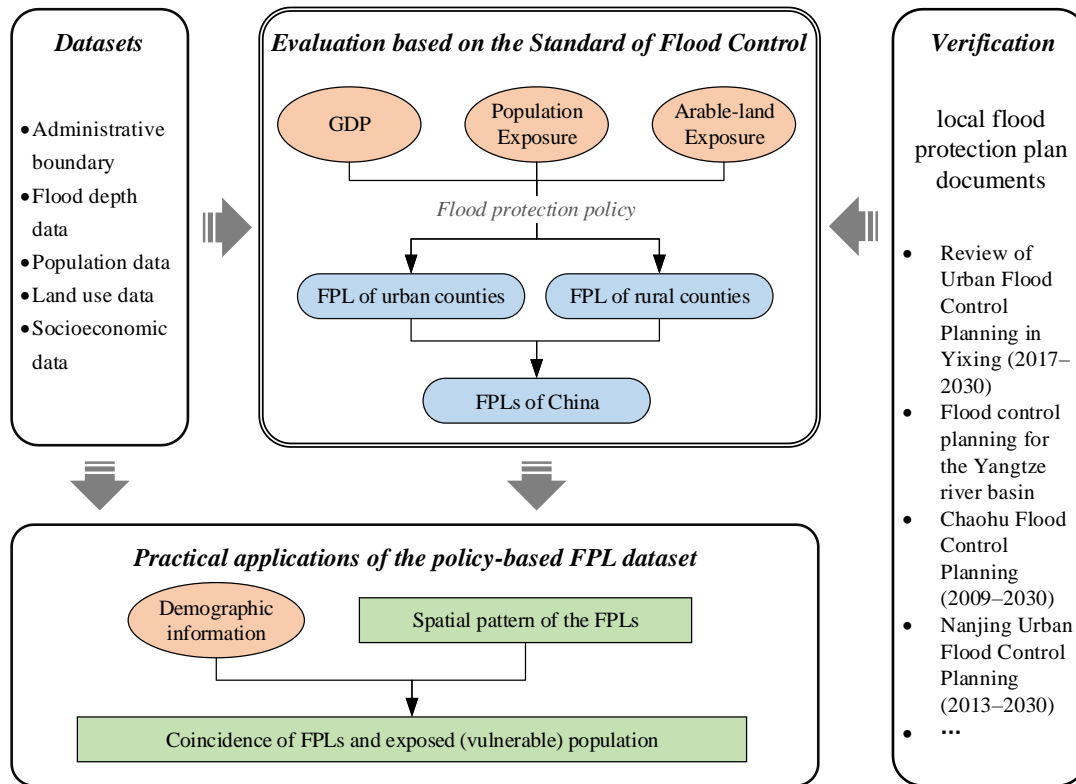 Datasets
•Administrative
boundary
•Flood depth
data
•Population data
•Land use data
•Socioeconomic
data
Evaluation based on the Standard of Flood Control
GDP
Population
Exposure
Arable-land
Exposure
Flood protection policy
FPL of urban counties
FPL of rural counties
FPLs of China
Verification
local flood
protection plan
documents
• Review of
Urban Flood
Control
Planning in
Yixing (2017–
2030)
• Flood control
planning for
the Yangtze
river basin
• Chaohu Flood
Control
Planning
(2009–2030)
• Nanjing Urban
Flood Control
Planning
(2013–2030)
• …
Practical applications of the policy-based FPL dataset
Demographic
information
Spatial pattern of the FPLs
Coincidence of FPLs and exposed (vulnerable) population